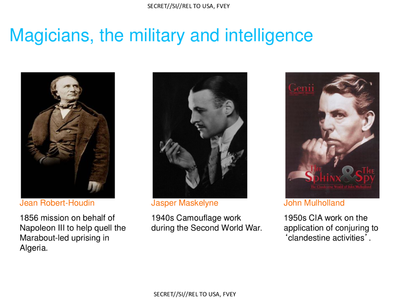 SECRET//SI//REL TO USA, FVEY
Magicians, the military and intelligence
Genii
THE
SPHINX & THE
SPY
Jean Robert-Houdin
Jasper Maskelyne
John Mulholland
1856 mission on behalf of
Napoleon III to help quell the
Marabout-led uprising in
Algeria.
1940s Camouflage work
during the Second World War.
1950s CIA work on the
application of conjuring to
‘clandestine activities’.
SECRET//SI//REL TO USA, FVEY